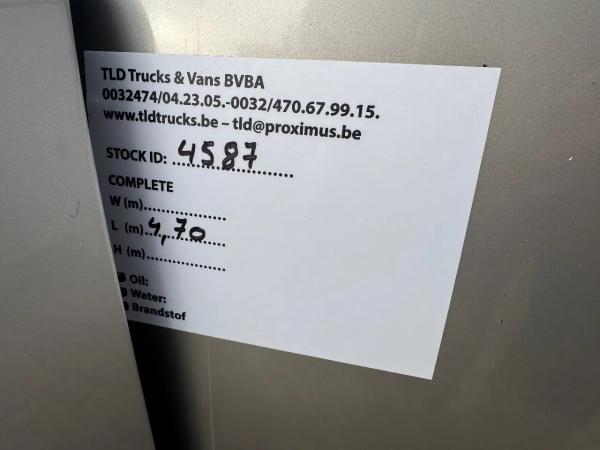 TLD Trucks & Vans BVBA
0032474/04.23.05.-0032/470.67.99.15.
www.tldtrucks.be – tld@proximus.be
STOCK ID: 4587
COMPLETE
W (m)....................
L (m)..4,70....
H (m)....................
Oil:
Water:
Brandstof